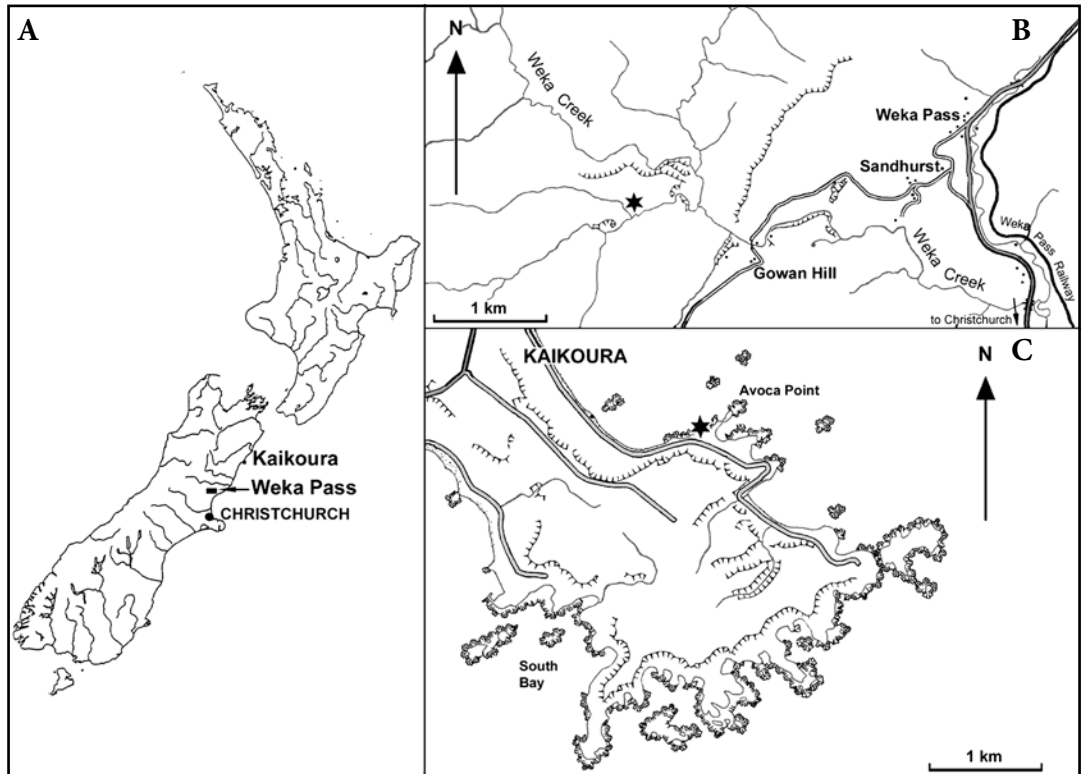 A
Kaikoura
Weka Pass
CHRISTCHURCH
B
N
Weka Creek
Weka Pass
Sandhurst
Weka Pass Railway
Weka Creek
Gowan Hill
1 km
to Christchurch
C
KAIKOURA
N
Avoca Point
South
Bay
1 km